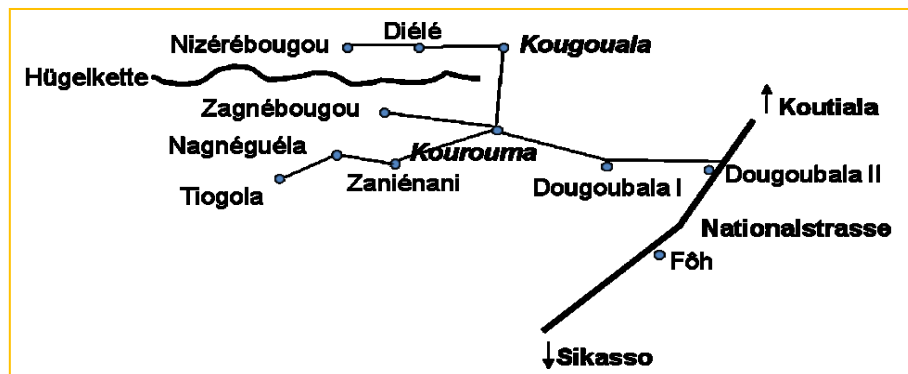 Diélé
Nizérébougou
Kougouala
Hügelkette
Koutiala
Zagnébougou
Nagnéguéla
Kourouma
Zaniénani
Tiogola
Dougoubala I
Dougoubala II
Nationalstrasse
Fôh
Sikasso